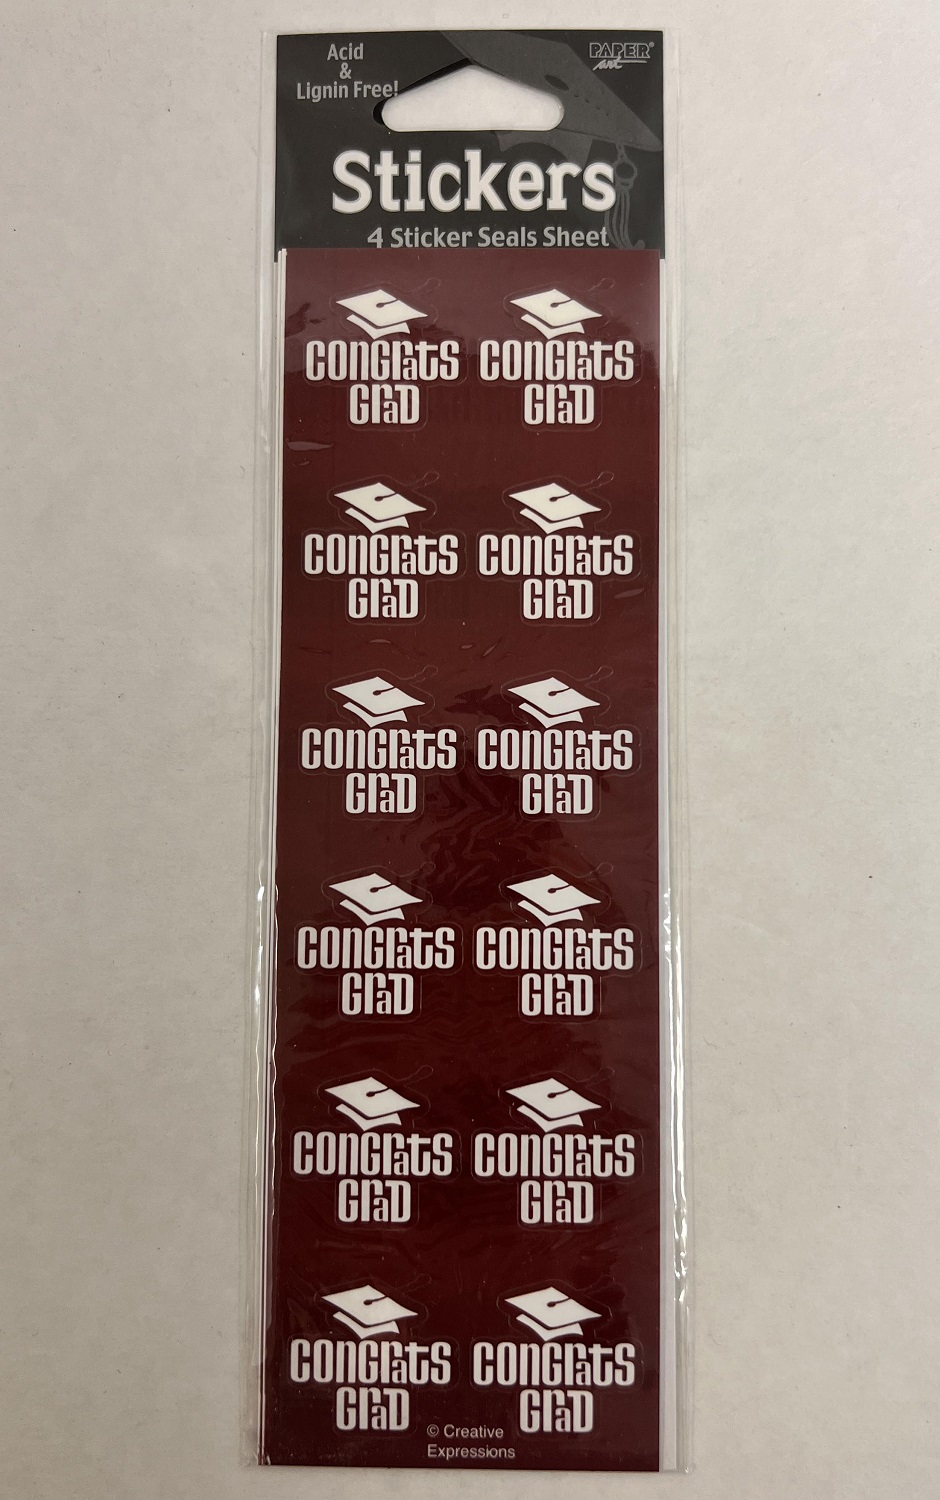 Acid
&
Lignin Free!
PAPER®
art
Stickers
4 Sticker Seals Sheet
CONGRatS CONGRatS
GRaD GRaD
CONGRatS CONGRatS
GRaD GRaD
CONGRatS CONGRatS
GRaD GRaD
CONGRatS CONGRatS
GRaD GRaD
CONGRatS CONGRatS
GRaD GRaD
CONGRatS CONGRatS
GRaD GRaD
© Creative
Expressions